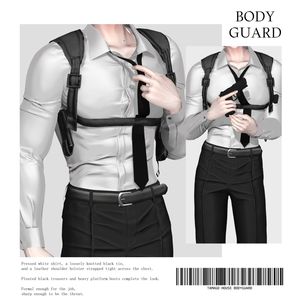 BODY
GUARD
Pressed white shirt, a loosely knotted black tie,
and a leather shoulder holster strapped tight across the chest.
Pleated black trousers and heavy platform boots complete the look.
Formal enough for the job,
sharp enough to be the threat.
HOUSE BODYGUARD